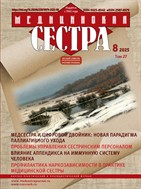 МЕДИЦИНСКАЯ
СЕСТРА
8 2025
Том 27
МЕДСЕСТРА И ЦИФРОВОЙ ДВОЙНИК: НОВАЯ ПАРАДИГМА
ПАЛЛИАТИВНОГО УХОДА
ПРОБЛЕМЫ УПРАВЛЕНИЯ СЕСТРИНСКИМ ПЕРСОНАЛОМ
ВЛИЯНИЕ АППЕНДИКСА НА ИММУННУЮ СИСТЕМУ
ЧЕЛОВЕКА
ПРОФИЛАКТИКА НАРКОЗАВИСИМОСТИ В ПРАКТИКЕ
МЕДИЦИНСКОЙ СЕСТРЫ